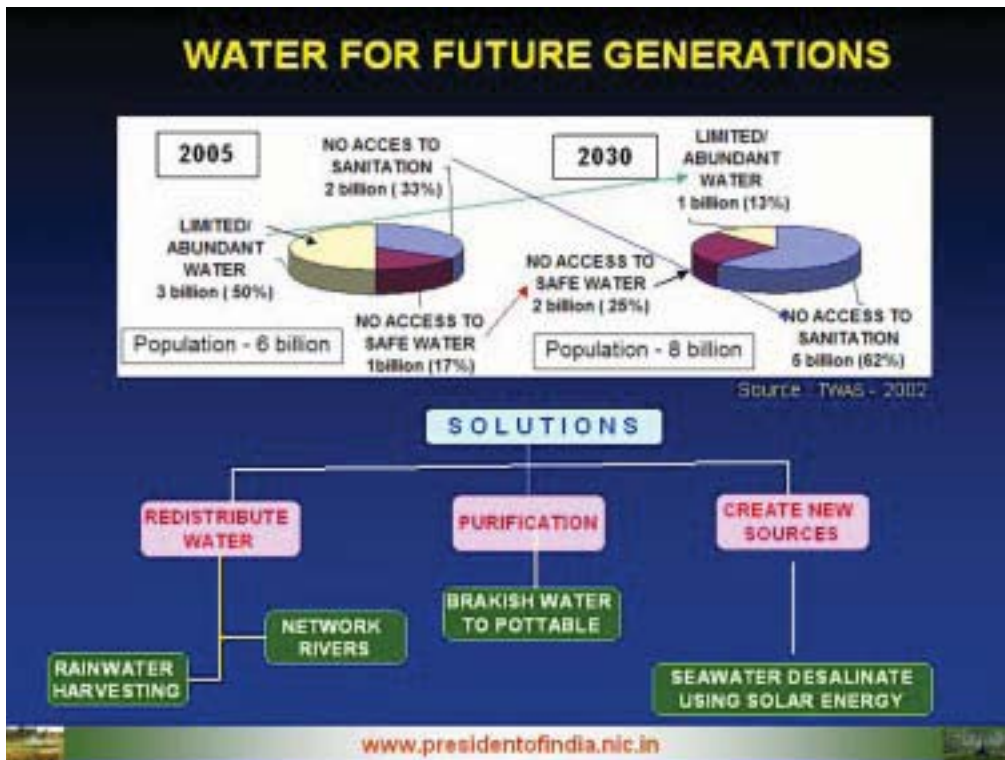 WATER FOR FUTURE GENERATIONS
2005
NO ACCES TO
SANITATION
2 billion ( 33%)
LIMITED/
ABUNDANT
WATER
3 billion ( 50%)
NO ACCESS TO
SAFE WATER
1billion (17%)
Population - 6 billion
2030
LIMITED/
ABUNDANT
WATER
1 billion (13%)
NO ACCESS TO
SAFE WATER
2 billion ( 25%)
NO ACCESS TO
SANITATION
5 billion (62%)
Population - 8 billion
Source : TWAS - 2002
SOLUTIONS
REDISTRIBUTE
WATER
PURIFICATION
CREATE NEW
SOURCES
NETWORK
RIVERS
RAINWATER
HARVESTING
BRAKISH WATER
TO POTTABLE
SEAWATER DESALINATE
USING SOLAR ENERGY
www.presidentofindia.nic.in